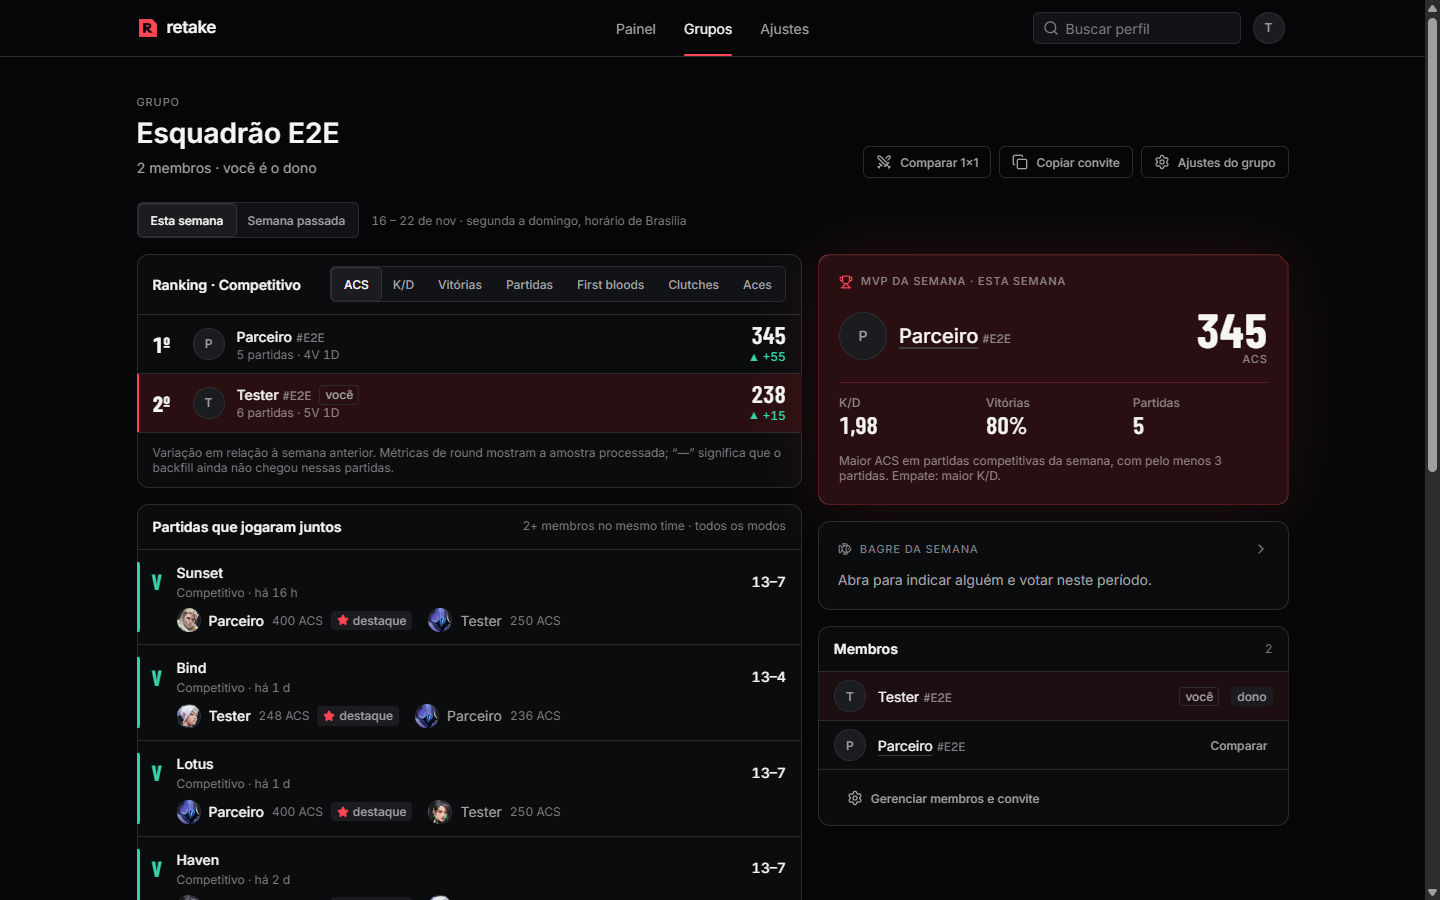 retake
Painel
Grupos
Ajustes
Buscar perfil
T
GRUPO
Esquadrão E2E
2 membros · você é o dono
Comparar 1×1
Copiar convite
Ajustes do grupo
Esta semana
Semana passada
16 – 22 de nov · segunda a domingo, horário de Brasília
Ranking · Competitivo
ACS
K/D
Vitórias
Partidas
First bloods
Clutches
Aces
1º
P
Parceiro #E2E
5 partidas · 4V 1D
345
▲ +55
2º
T
Tester #E2E você
6 partidas · 5V 1D
238
▲ +15
Variação em relação à semana anterior. Métricas de round mostram a amostra processada; “—” significa que o
backfill ainda não chegou nessas partidas.
MVP DA SEMANA · ESTA SEMANA
P
Parceiro #E2E
345
ACS
K/D
1,98
Vitórias
80%
Partidas
5
Maior ACS em partidas competitivas da semana, com pelo menos 3
partidas. Empate: maior K/D.
Partidas que jogaram juntos
2+ membros no mesmo time · todos os modos
V
Sunset
Competitivo · há 16 h
13–7
Parceiro 400 ACS destaque Tester 250 ACS
V
Bind
Competitivo · há 1 d
13–4
Tester 248 ACS destaque Parceiro 236 ACS
V
Lotus
Competitivo · há 1 d
13–7
Parceiro 400 ACS destaque Tester 250 ACS
V
Haven
Competitivo · há 2 d
13–7
BAGRE DA SEMANA
Abra para indicar alguém e votar neste período.
Membros
2
T
Tester #E2E
você
dono
P
Parceiro #E2E
Comparar
Gerenciar membros e convite